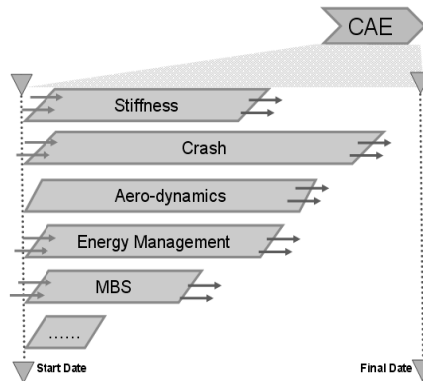 CAE
Stiffness
Crash
Aero-dynamics
Energy Management
MBS
......
Start Date
Final Date